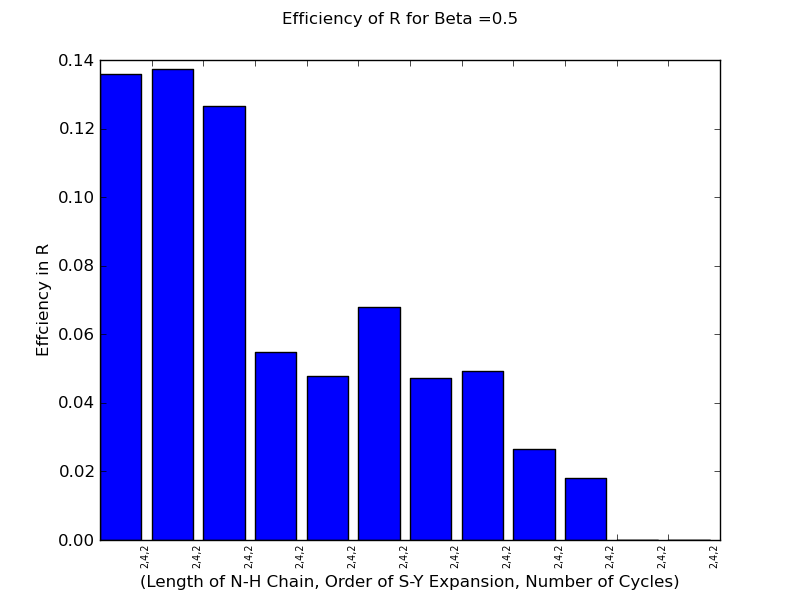 Efficiency of R for Beta =0.5
0.14
0.12
0.10
0.08
0.06
0.04
0.02
0.00
Effciency in R
2,4,2 2,4,2 2,4,2 2,4,2 2,4,2 2,4,2 2,4,2 2,4,2 2,4,2 2,4,2 2,4,2 2,4,2
(Length of N-H Chain, Order of S-Y Expansion, Number of Cycles)